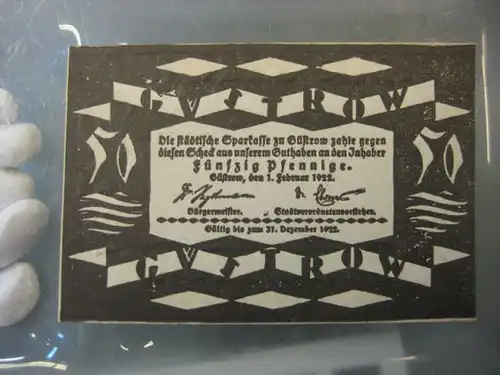 GVSTROW
50 50
Die städtische Sparkasse zu Güstrow zahle gegen
diesen Scheck aus unserem Guthaben an den Inhaber
Fünfzig Pfennige.
Güstrow, den 1. Februar 1922.
Bürgermeister. Stadtverordnetenvorsteher.
Gültig bis zum 31. Dezember 1922.
GVSTROW